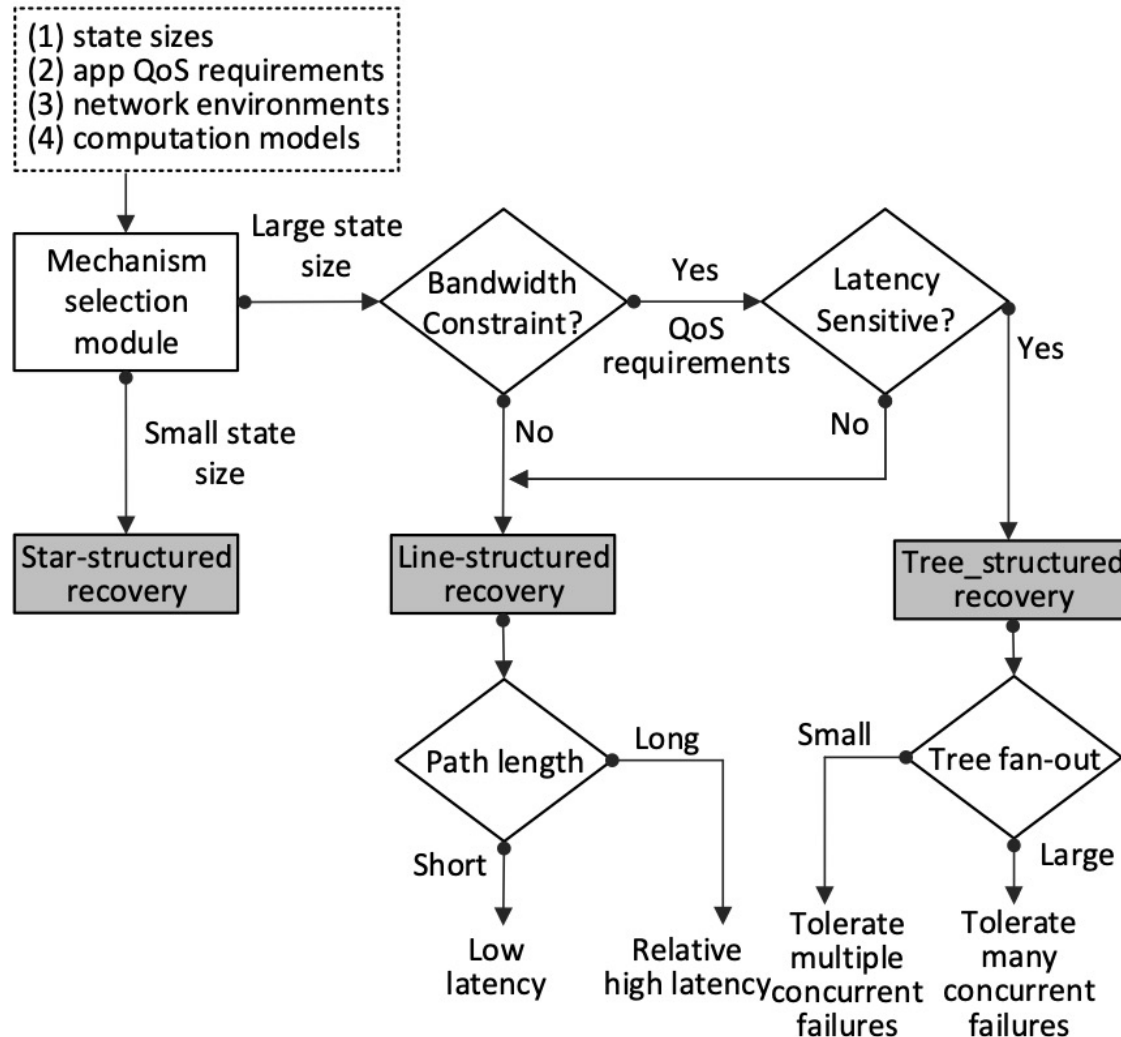 (1) state sizes
(2) app QoS requirements
(3) network environments
(4) computation models
Mechanism
selection
module
Large state
size
Bandwidth
Constraint?
Yes
QoS
requirements
Latency
Sensitive?
Yes
No
No
Small state
size
Star-structured
recovery
Line-structured
recovery
Tree_structured
recovery
Path length
Long
Short
Small
Tree fan-out
Large
Low
latency
Relative
high latency
Tolerate
multiple
concurrent
failures
Tolerate
many
concurrent
failures